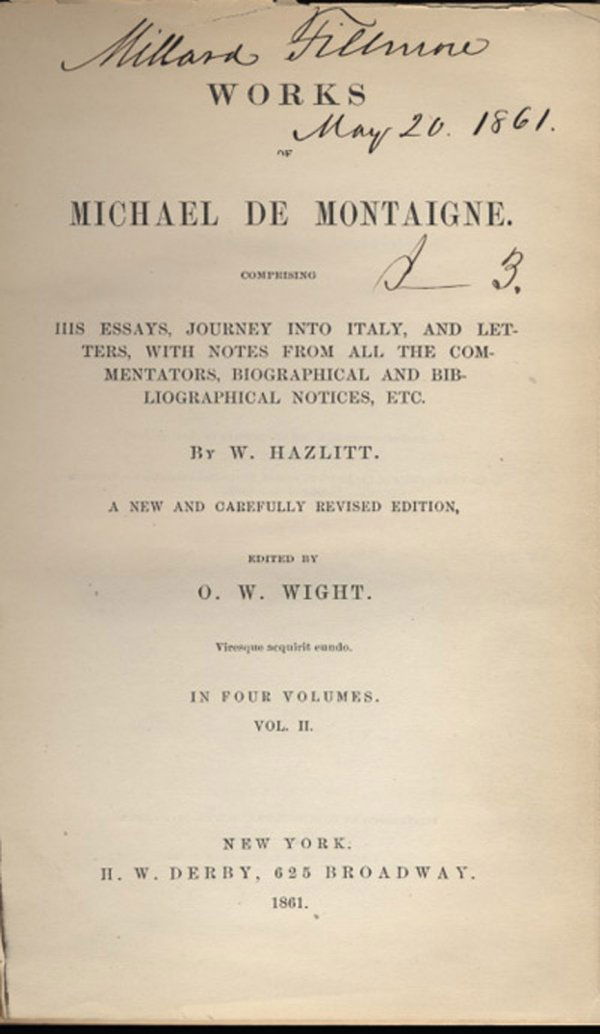 Millard Fillmore
WORKS
May 20. 1861.
OF
MICHAEL DE MONTAIGNE.
COMPRISING
3.
HIS ESSAYS, JOURNEY INTO ITALY, AND LET-
TERS, WITH NOTES FROM ALL THE COM-
MENTATORS, BIOGRAPHICAL AND BIB-
LIOGRAPHICAL NOTICES, ETC.
BY W. HAZLITT.
A NEW AND CAREFULLY REVISED EDITION,
EDITED BY
O. W. WIGHT.
Viresque acquirit eundo.
IN FOUR VOLUMES.
VOL. II.
NEW YORK.
H. W. DERBY, 625 BROADWAY.
1861.